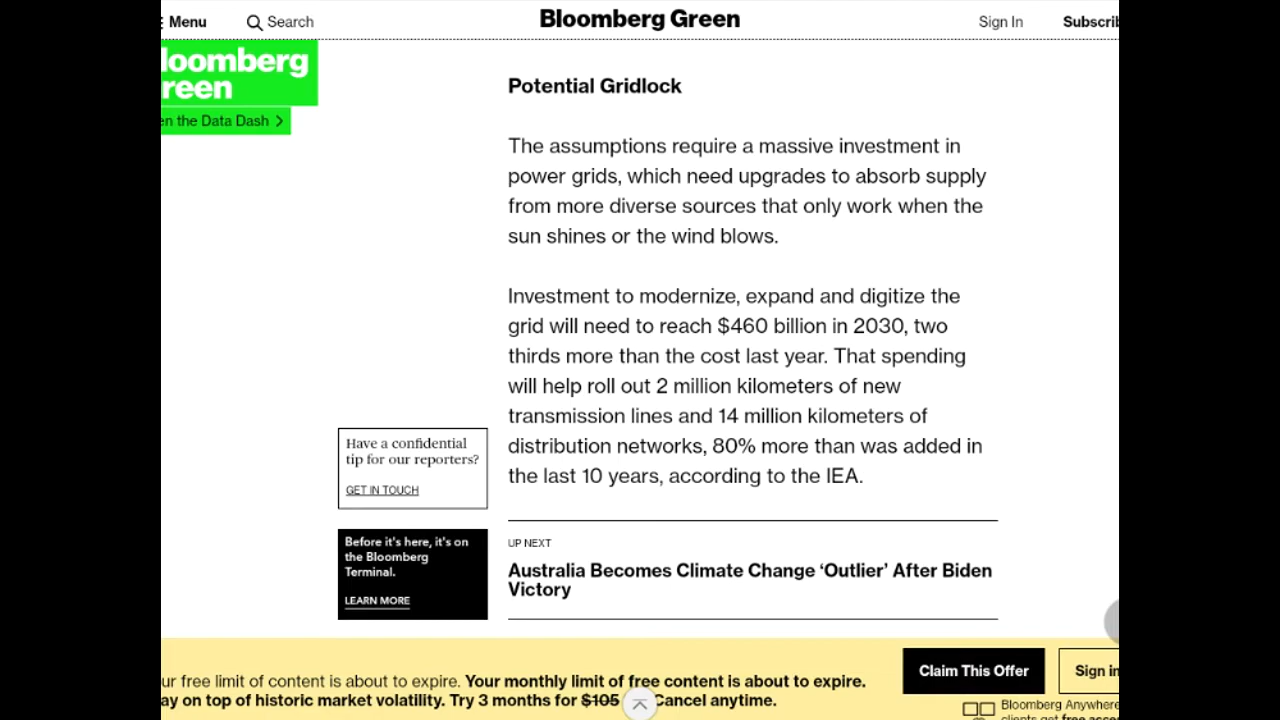 Menu
Search
Bloomberg Green
Sign In
Subscrib
loomberg
reen
en the Data Dash
Potential Gridlock
The assumptions require a massive investment in
power grids, which need upgrades to absorb supply
from more diverse sources that only work when the
sun shines or the wind blows.
Investment to modernize, expand and digitize the
grid will need to reach $460 billion in 2030, two
thirds more than the cost last year. That spending
will help roll out 2 million kilometers of new
transmission lines and 14 million kilometers of
distribution networks, 80% more than was added in
the last 10 years, according to the IEA.
Have a confidential
tip for our reporters?
GET IN TOUCH
Before it's here, it's on
the Bloomberg
Terminal.
LEARN MORE
UP NEXT
Australia Becomes Climate Change ‘Outlier’ After Biden
Victory
ur free limit of content is about to expire. Your monthly limit of free content is about to expire.
ay on top of historic market volatility. Try 3 months for $105 Cancel anytime.
Claim This Offer
Sign in
Bloomberg Anywhere
clients get free acce